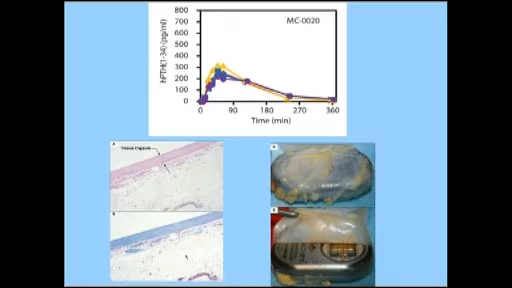 800
700
600
500
400
300
200
100
0
hPTH(1-34) (pg/ml)
MC-0020
0 90 180 270 360
Time (min)
A
Tissue Capsule
B
A
B